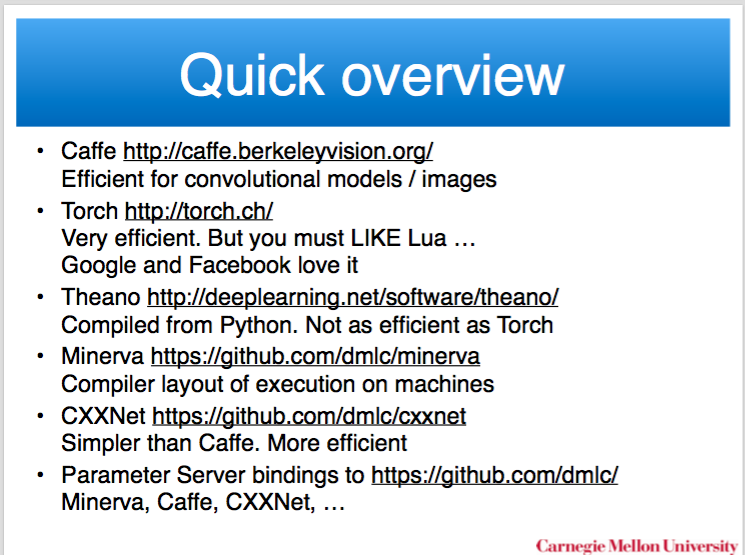 Quick overview
• Caffe http://caffe.berkeleyvision.org/
Efficient for convolutional models / images
• Torch http://torch.ch/
Very efficient. But you must LIKE Lua …
Google and Facebook love it
• Theano http://deeplearning.net/software/theano/
Compiled from Python. Not as efficient as Torch
• Minerva https://github.com/dmlc/minerva
Compiler layout of execution on machines
• CXXNet https://github.com/dmlc/cxxnet
Simpler than Caffe. More efficient
• Parameter Server bindings to https://github.com/dmlc/
Minerva, Caffe, CXXNet, …
Carnegie Mellon University